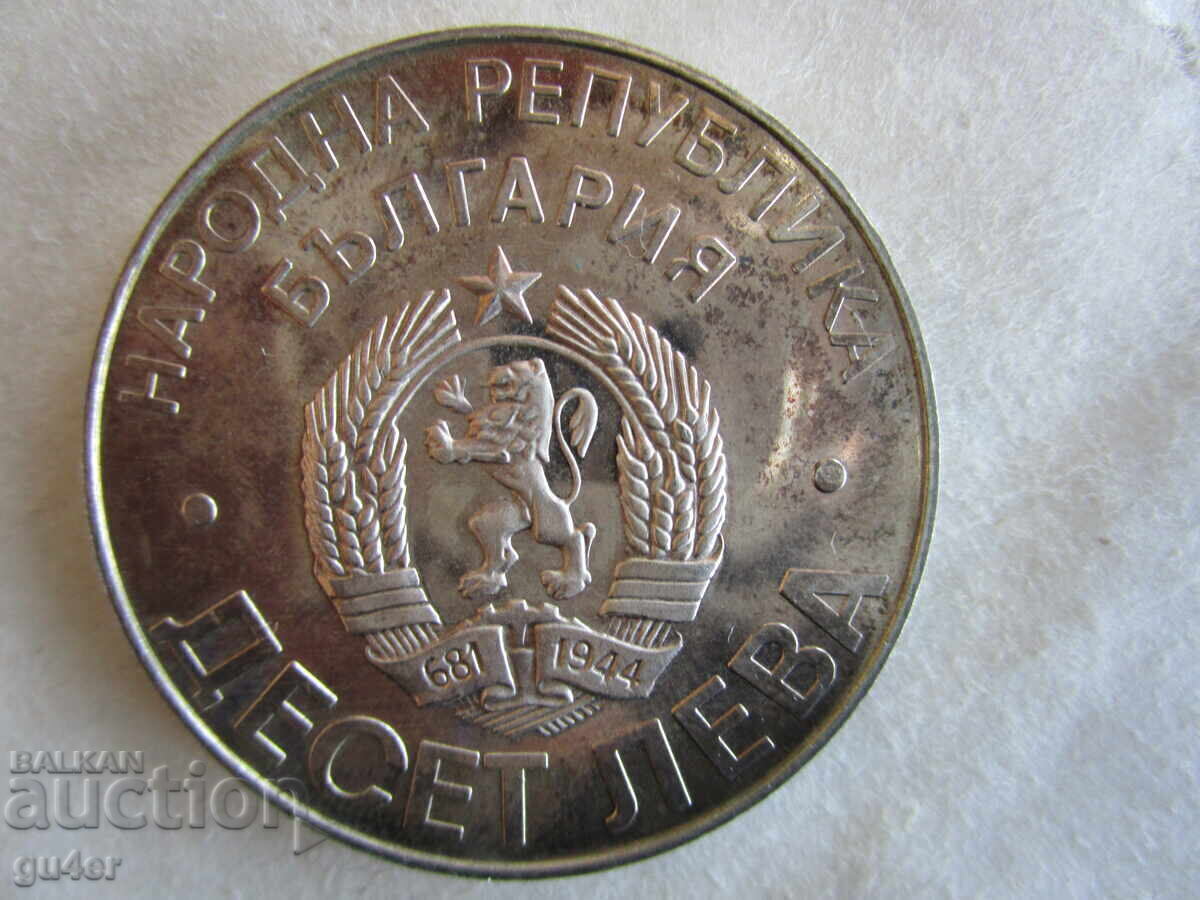 НАРОДНА РЕПУБЛИКА
БЪЛГАРИЯ
681 1944
ДЕСЕТ ЛЕВА
BALKAN
auction
gu4er